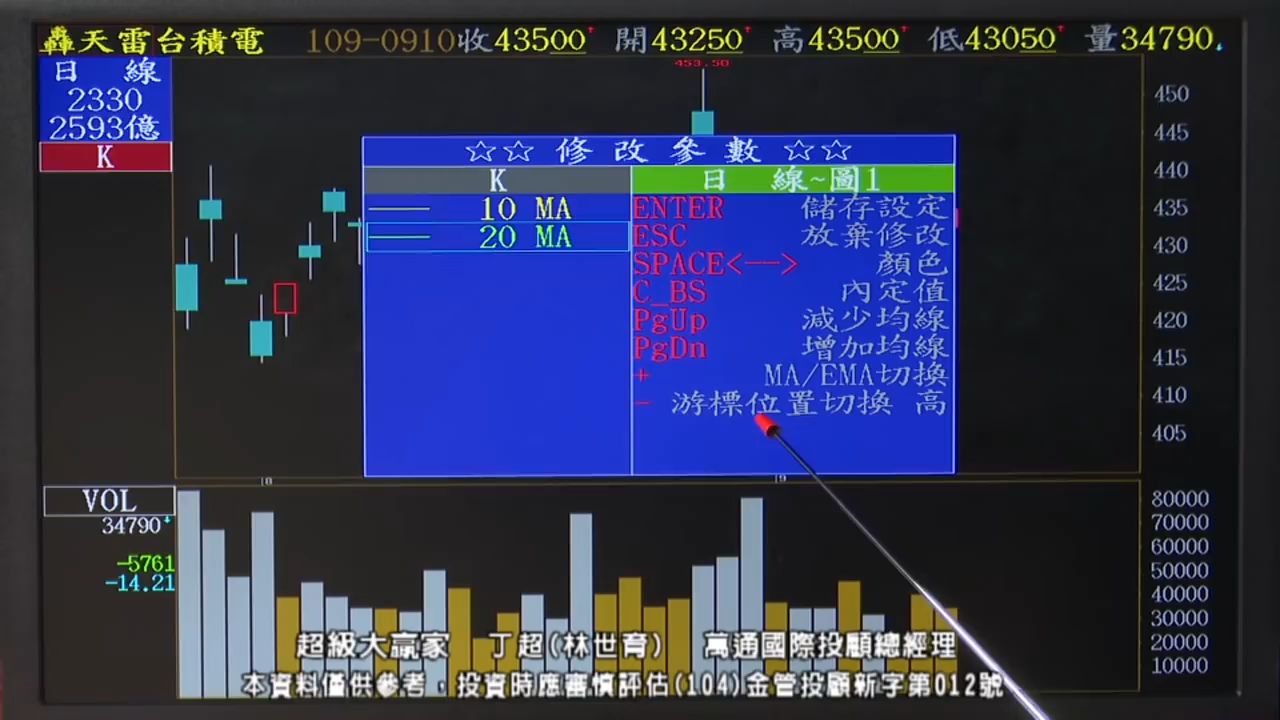 轟天雷台積電 109-0910收43500 開43250 高43500 低43050 量34790
日 線
2330
2593億
K
453.50
450
445
440
435
430
425
420
415
410
405
☆☆ 修 改 參 數 ☆☆
K
10 MA
20 MA
日 線~圖1
ENTER 儲存設定
ESC 放棄修改
SPACE<-->顏色
C_BS 內定值
PgUp 減少均線
PgDn 增加均線
+ MA/EMA切換
- 游標位置切換 高
8
9
VOL
34790
-5761
-14.21
80000
70000
60000
50000
40000
30000
20000
10000
超級大贏家 丁超(林世育) 萬通國際投顧總經理
本資料僅供參考，投資時應審慎評估(104)金管投顧新字第012號